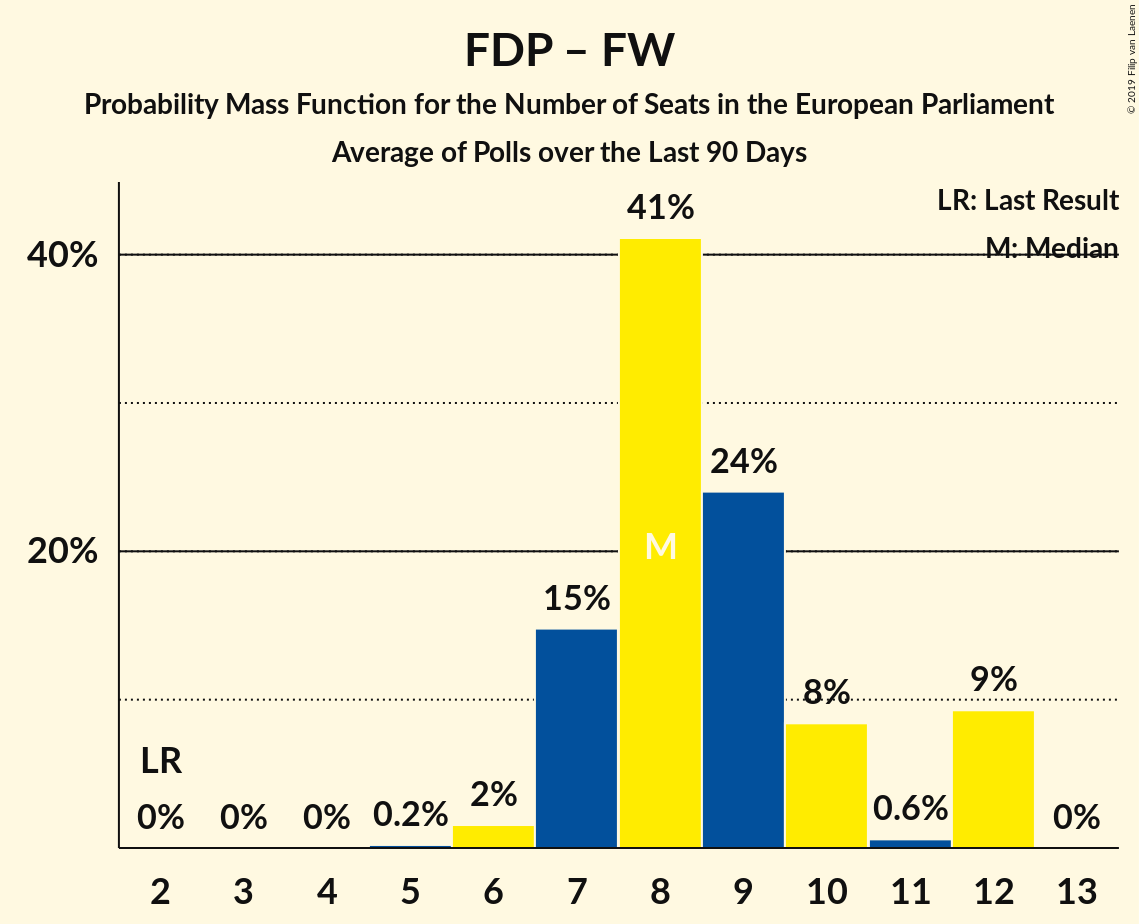 FDP – FW
Probability Mass Function for the Number of Seats in the European Parliament
Average of Polls over the Last 90 Days
© 2019 Filip van Laenen
LR: Last Result
M: Median
41%
40%
24%
M
20%
15%
9%
8%
LR
2%
0%
0%
0%
0.2%
0.6%
0%
2 3 4 5 6 7 8 9 10 11 12 13